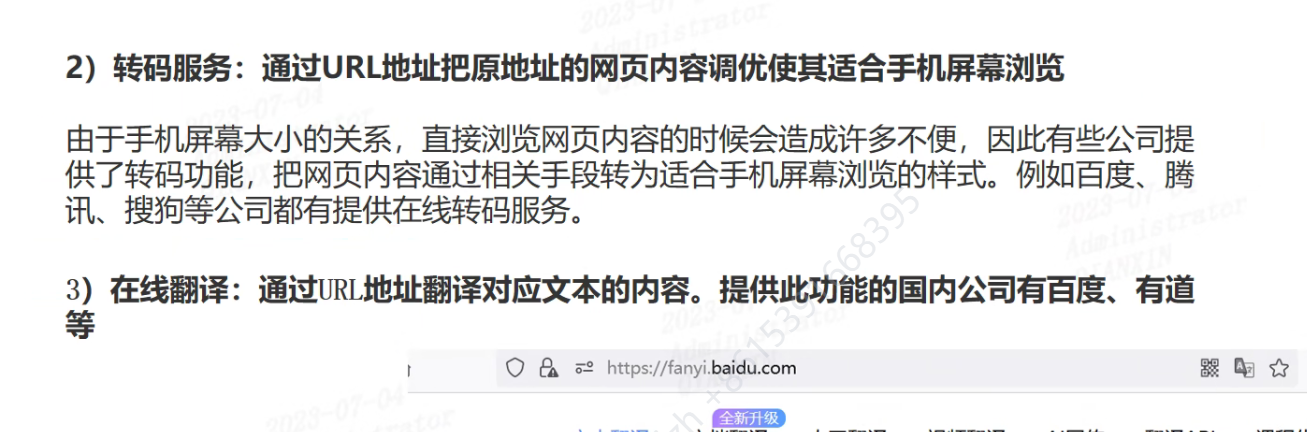 2）转码服务：通过URL地址把原地址的网页内容调优使其适合手机屏幕浏览
由于手机屏幕大小的关系，直接浏览网页内容的时候会造成许多不便，因此有些公司提
供了转码功能，把网页内容通过相关手段转为适合手机屏幕浏览的样式。例如百度、腾
讯、搜狗等公司都有提供在线转码服务。
3）在线翻译：通过URL地址翻译对应文本的内容。提供此功能的国内公司有百度、有道
等
https://fanyi.baidu.com
全新升级